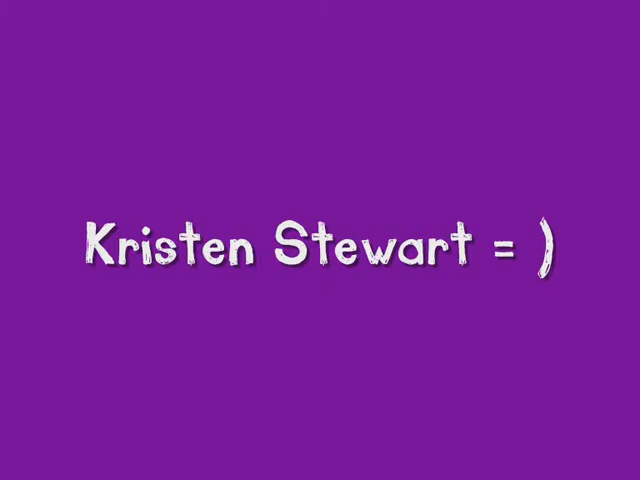 Kristen Stewart = )